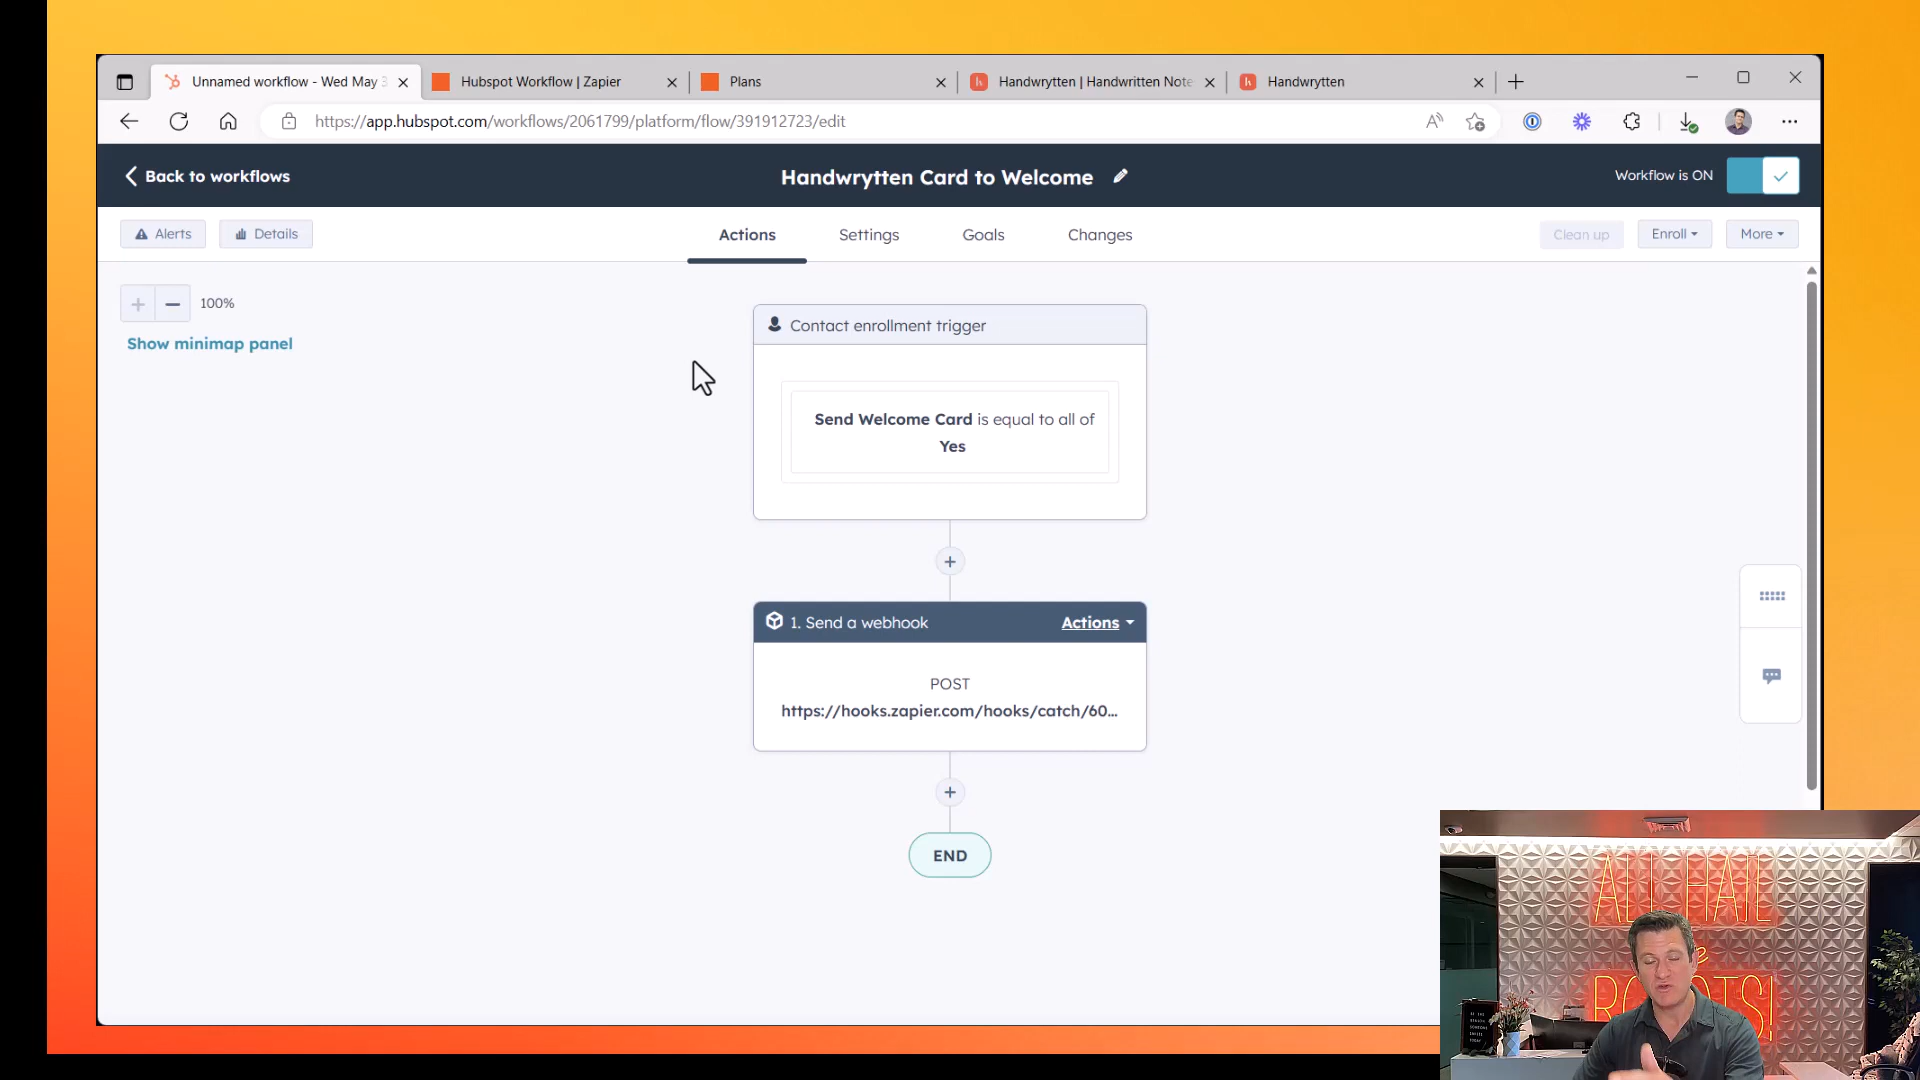 Unnamed workflow - Wed May 3
Hubspot Workflow | Zapier
Plans
Handwrytten | Handwritten Note
Handwrytten
https://app.hubspot.com/workflows/2061799/platform/flow/391912723/edit
Back to workflows
Handwrytten Card to Welcome
Workflow is ON
Alerts
Details
Actions
Settings
Goals
Changes
Clean up
Enroll
More
100%
Show minimap panel
Contact enrollment trigger
Send Welcome Card is equal to all of
Yes
1. Send a webhook
Actions
POST
https://hooks.zapier.com/hooks/catch/60...
END
ALL HAIL